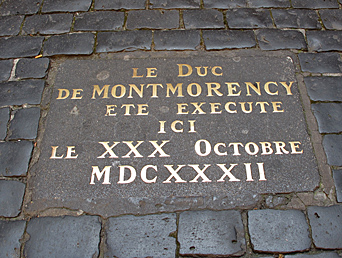 LE DUC
DE MONTMORENCY
A ETE EXECUTE
ICI
LE XXX OCTOBRE
MDCXXXII